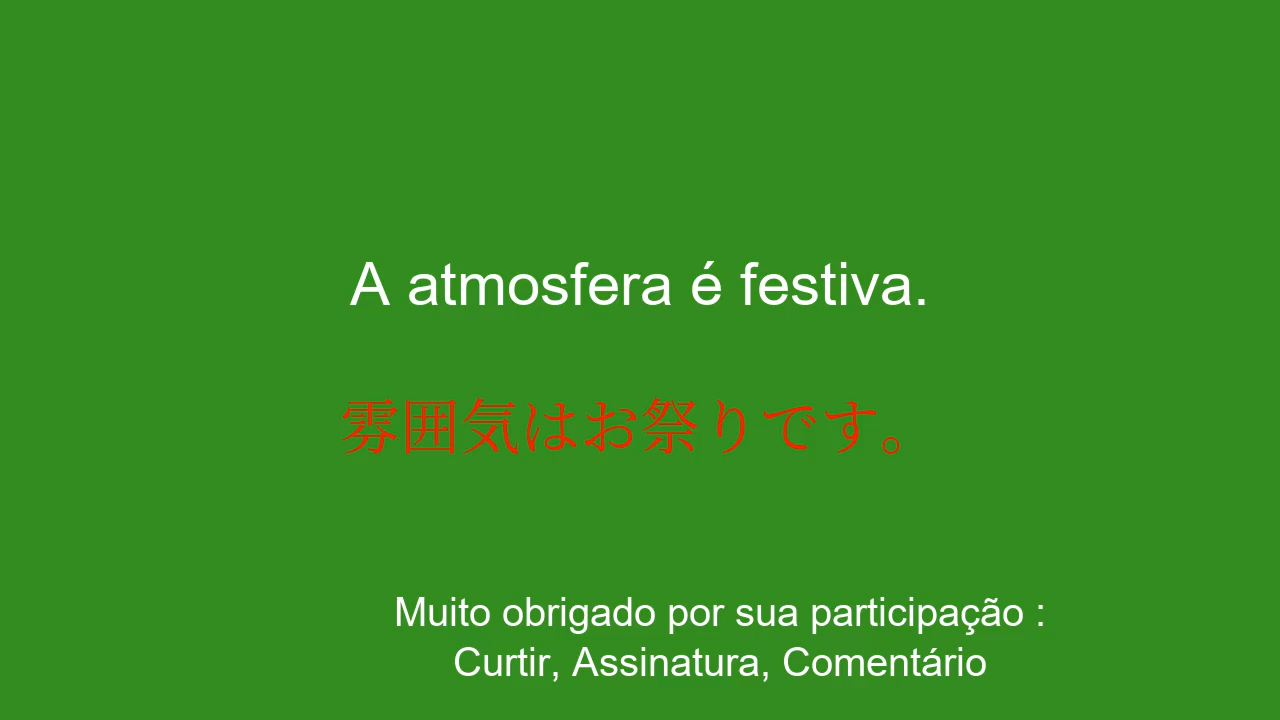 A atmosfera é festiva.
雰囲気はお祭りです。
Muito obrigado por sua participação :
Curtir, Assinatura, Comentário